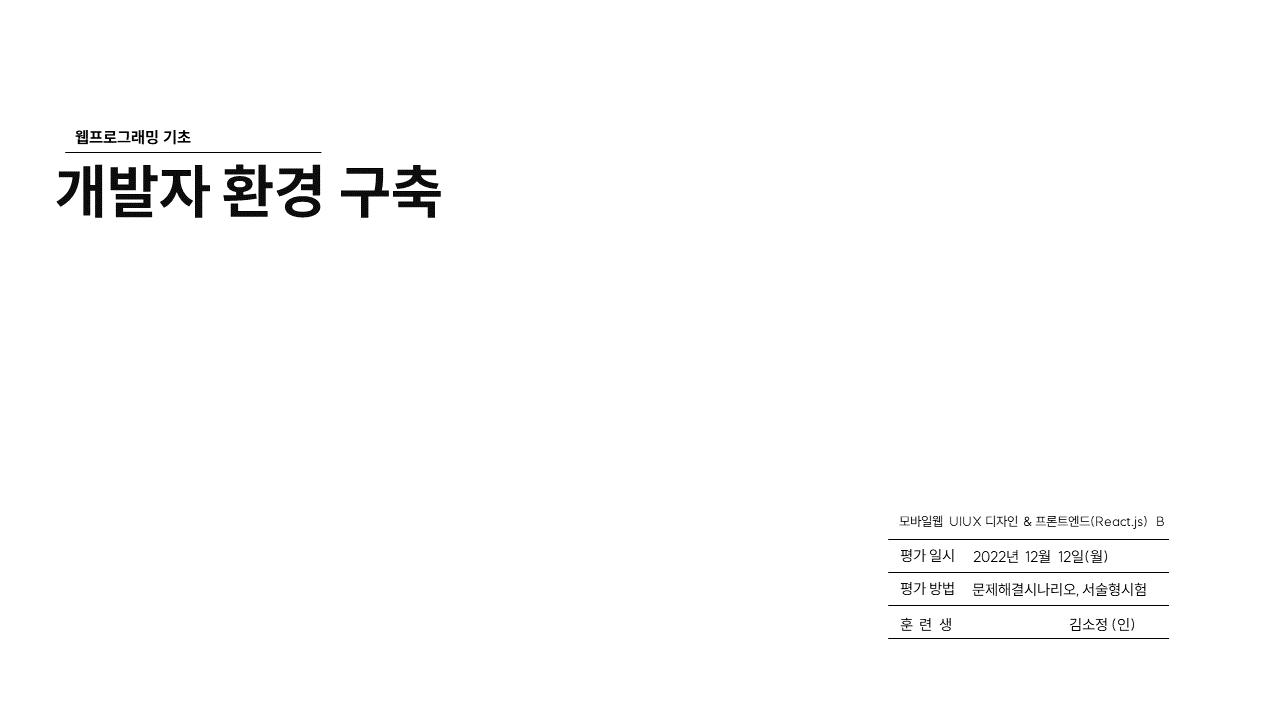 웹프로그래밍 기초
개발자 환경 구축
모바일웹 UIUX 디자인 & 프론트엔드(React.js) B
평가 일시 2022년 12월 12일(월)
평가 방법 문제해결시나리오, 서술형시험
훈 련 생 김소정 (인)